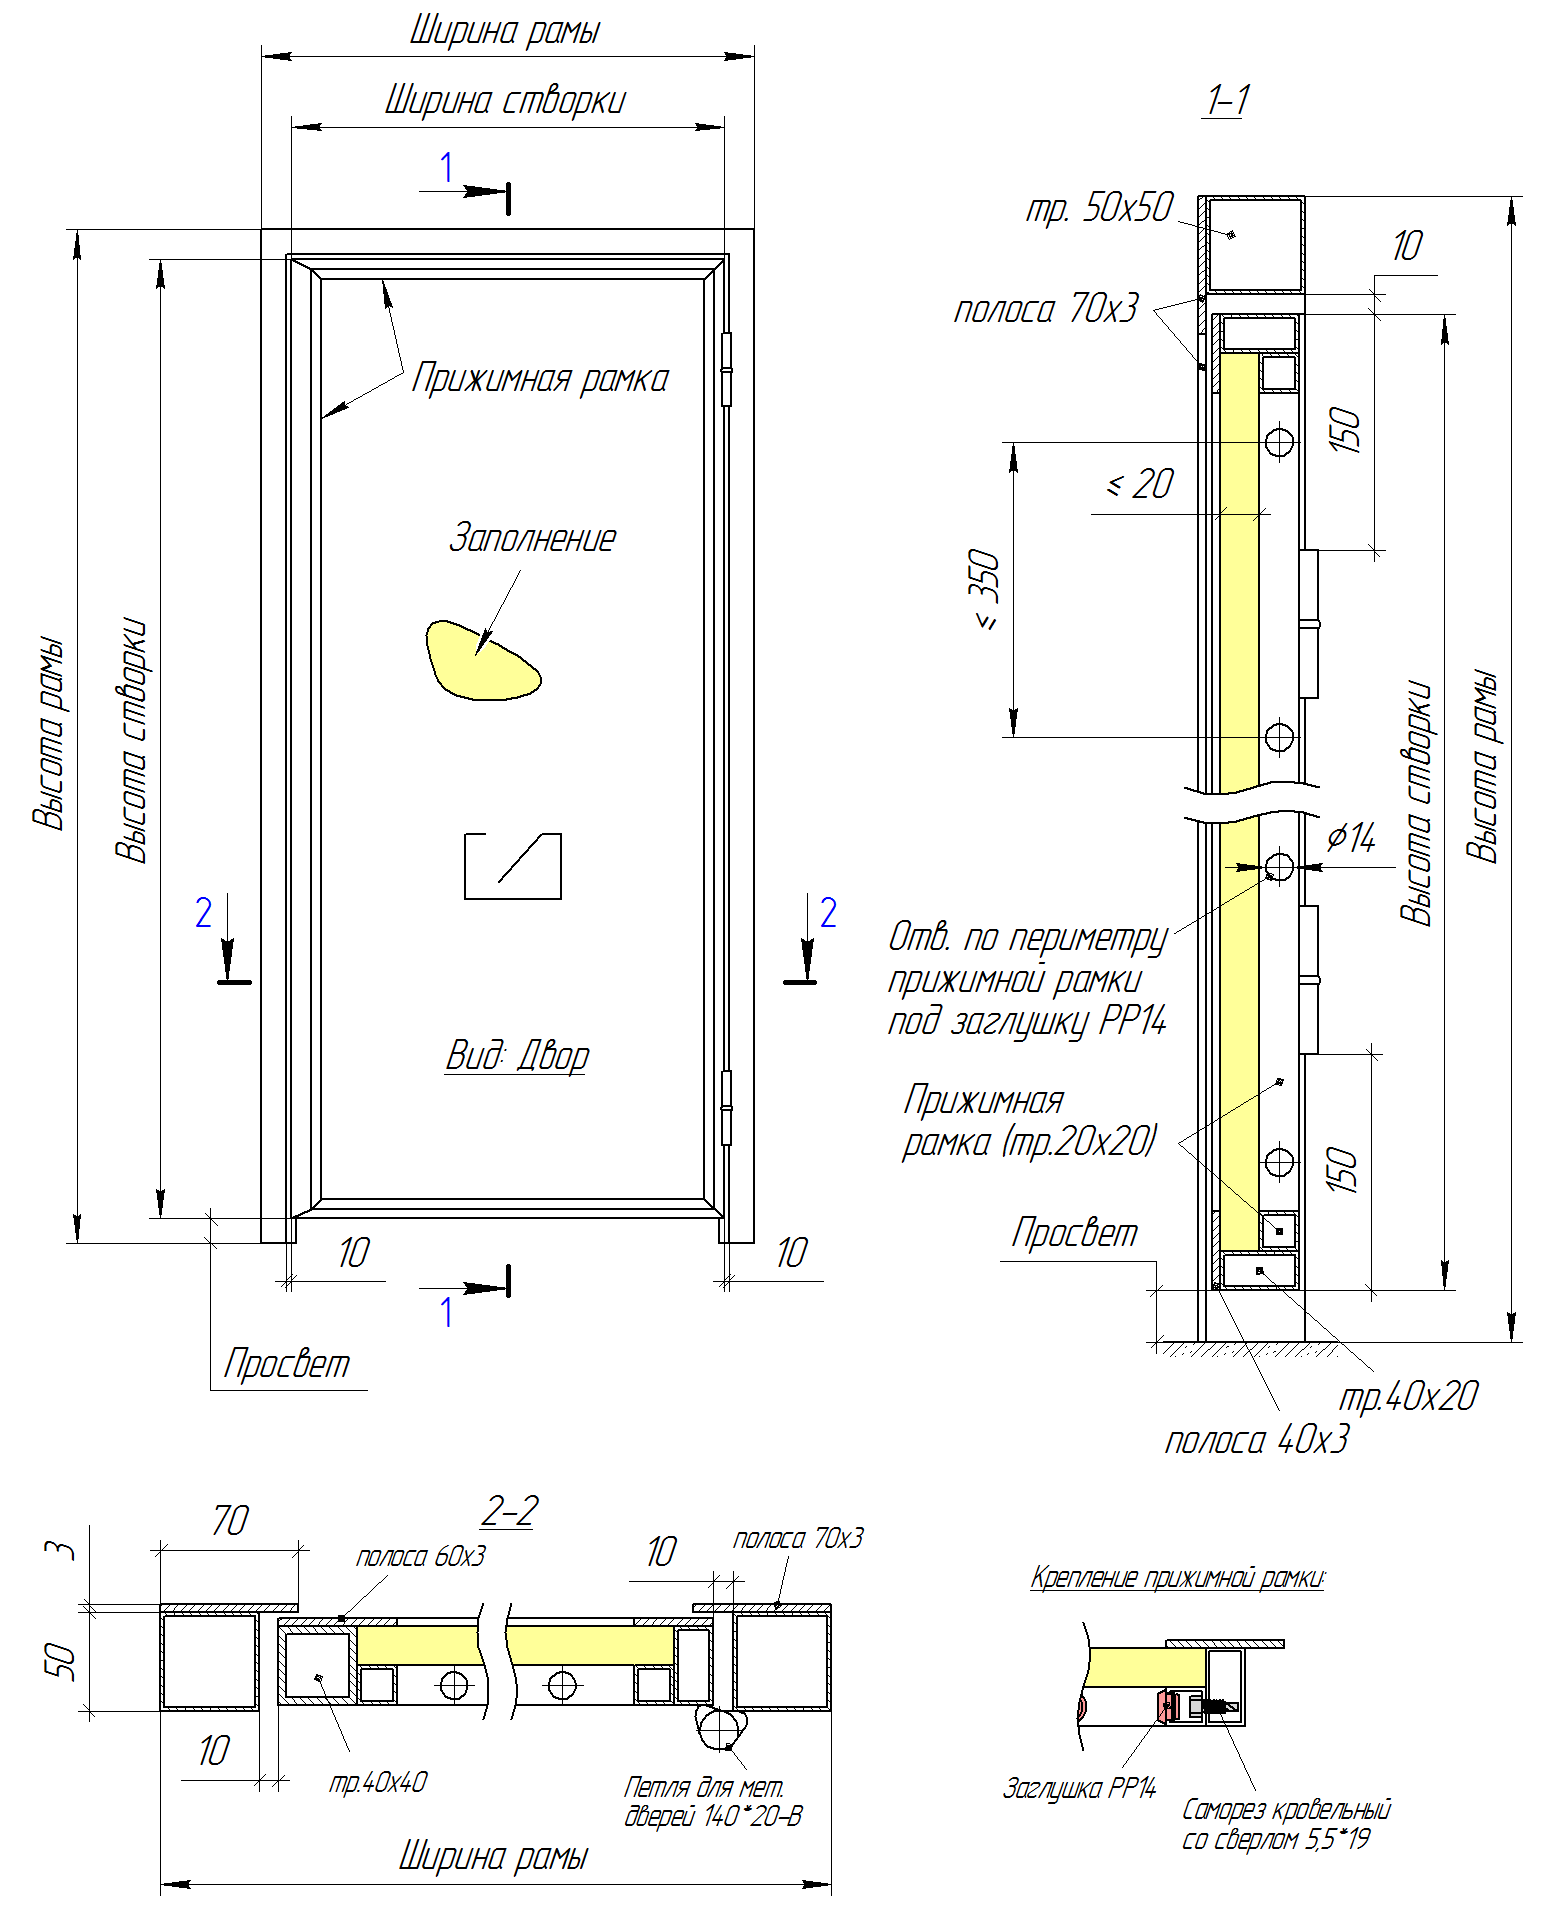 Ширина рамы
Ширина створки
1
Прижимная рамка
Заполнение
Высота рамы
Высота створки
2
2
Вид: Двор
10
10
1
Просвет
1-1
тр. 50х50
10
полоса 70х3
150
≤ 20
≤ 350
⌀14
Высота створки
Высота рамы
Отв. по периметру
прижимной рамки
под заглушку РР14
Прижимная
рамка (тр.20х20)
150
Просвет
тр.40х20
полоса 40х3
2-2
70
3
полоса 60х3
10
полоса 70х3
50
10
тр.40х40
Петля для мет.
дверей 140*20-В
Ширина рамы
Крепление прижимной рамки:
Заглушка РР14
Саморез кровельный
со сверлом 5,5*19